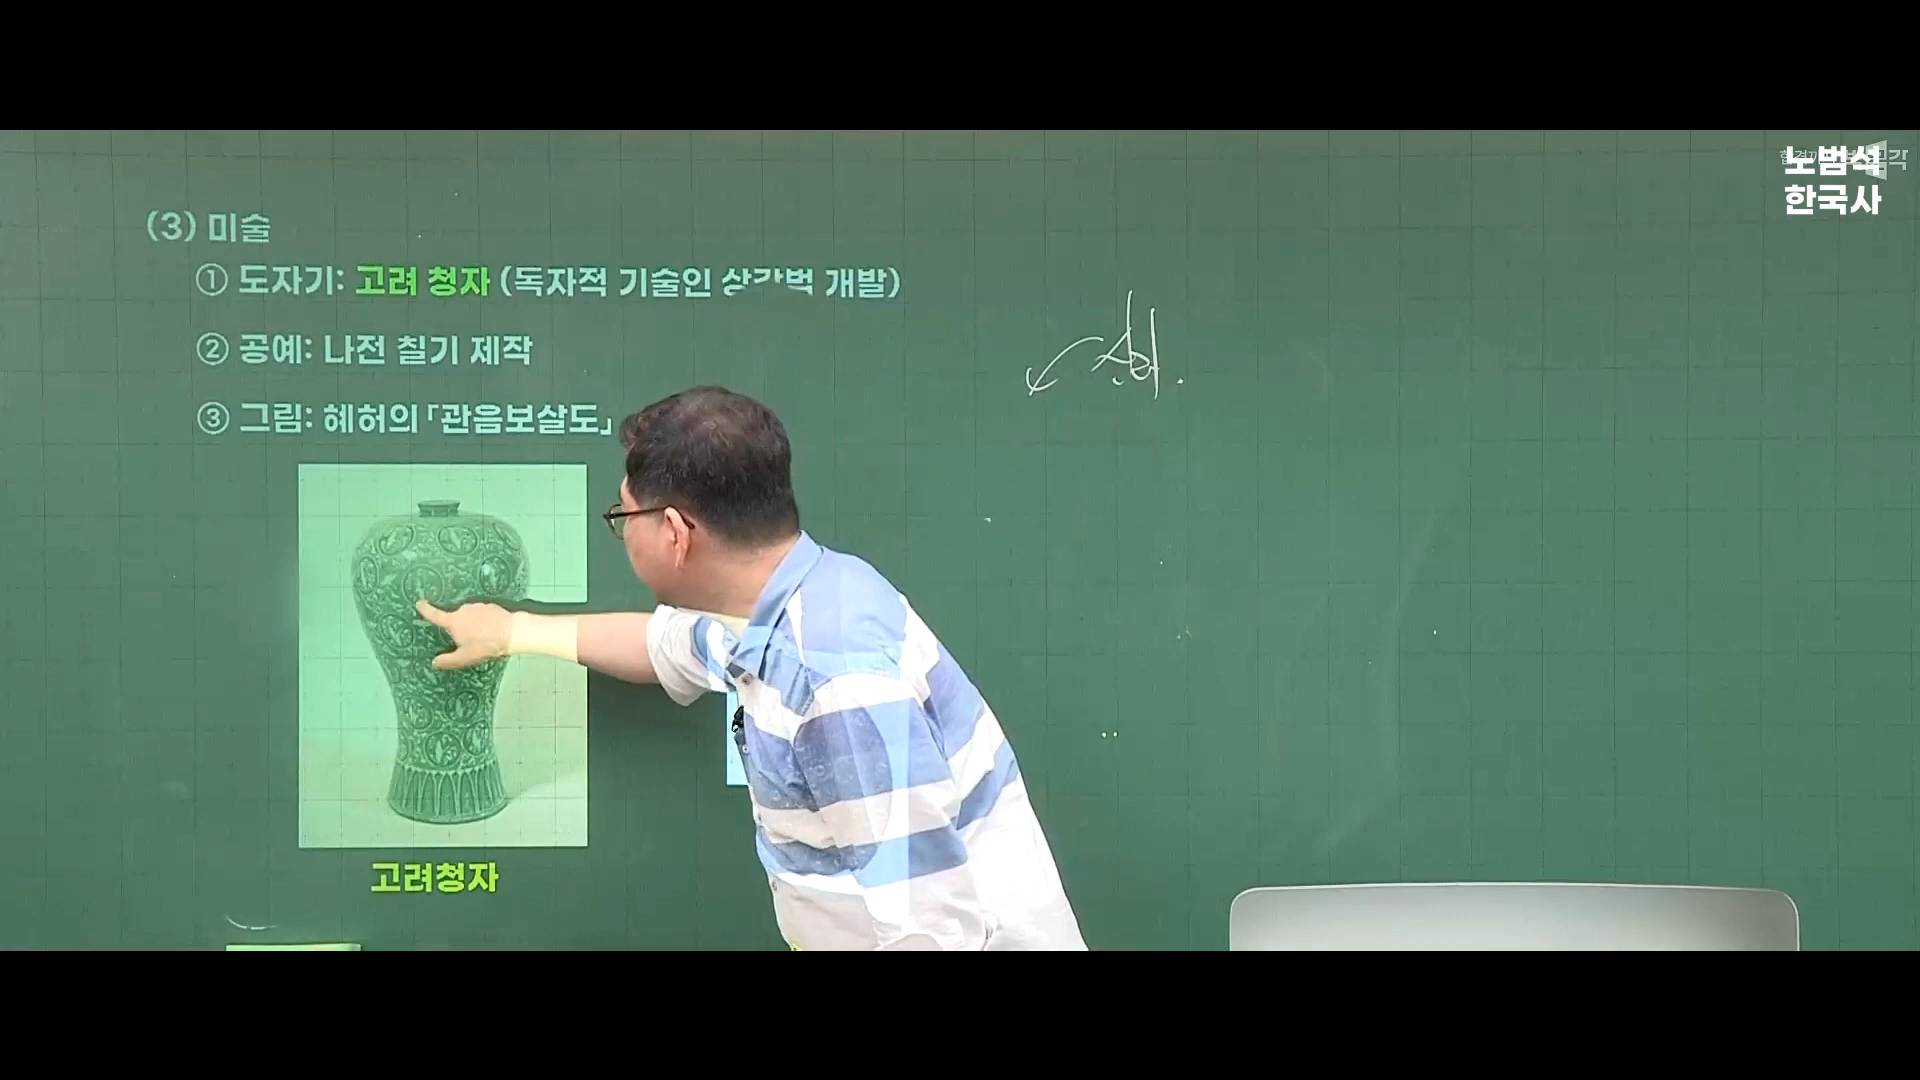 노범석
한국사
(3) 미술
① 도자기: 고려 청자 (독자적 기술인 상감법 개발)
② 공예: 나전 칠기 제작
③ 그림: 혜허의 「관음보살도」
고려청자